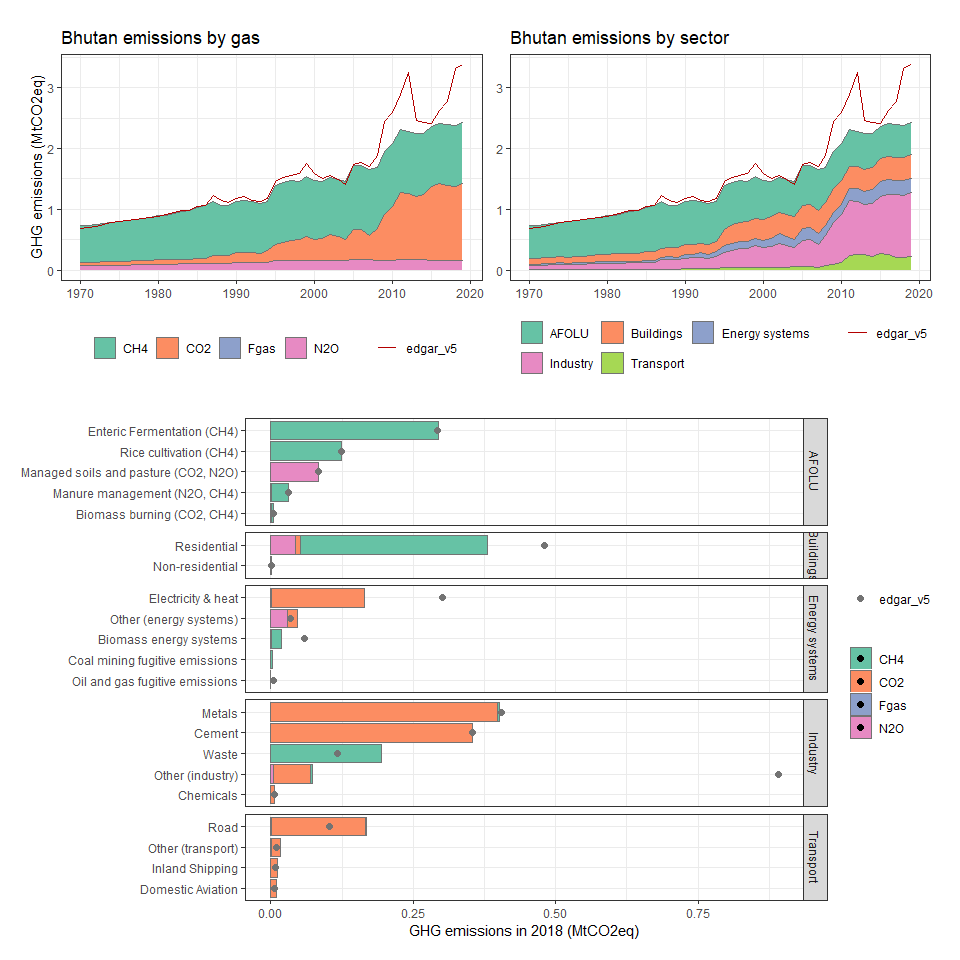 Bhutan emissions by gas
Bhutan emissions by sector
GHG emissions (MtCO2eq)
3
2
1
0
1970 1980 1990 2000 2010 2020
3
2
1
0
1970 1980 1990 2000 2010 2020
CH4 CO2 Fgas N2O edgar_v5
AFOLU Buildings Energy systems edgar_v5
Industry Transport
Enteric Fermentation (CH4)
Rice cultivation (CH4)
Managed soils and pasture (CO2, N2O)
Manure management (N2O, CH4)
Biomass burning (CO2, CH4)
AFOLU
Residential
Non-residential
Buildings
Electricity & heat
Other (energy systems)
Biomass energy systems
Coal mining fugitive emissions
Oil and gas fugitive emissions
Energy systems
Metals
Cement
Waste
Other (industry)
Chemicals
Industry
Road
Other (transport)
Inland Shipping
Domestic Aviation
Transport
0.00 0.25 0.50 0.75
GHG emissions in 2018 (MtCO2eq)
edgar_v5
CH4
CO2
Fgas
N2O